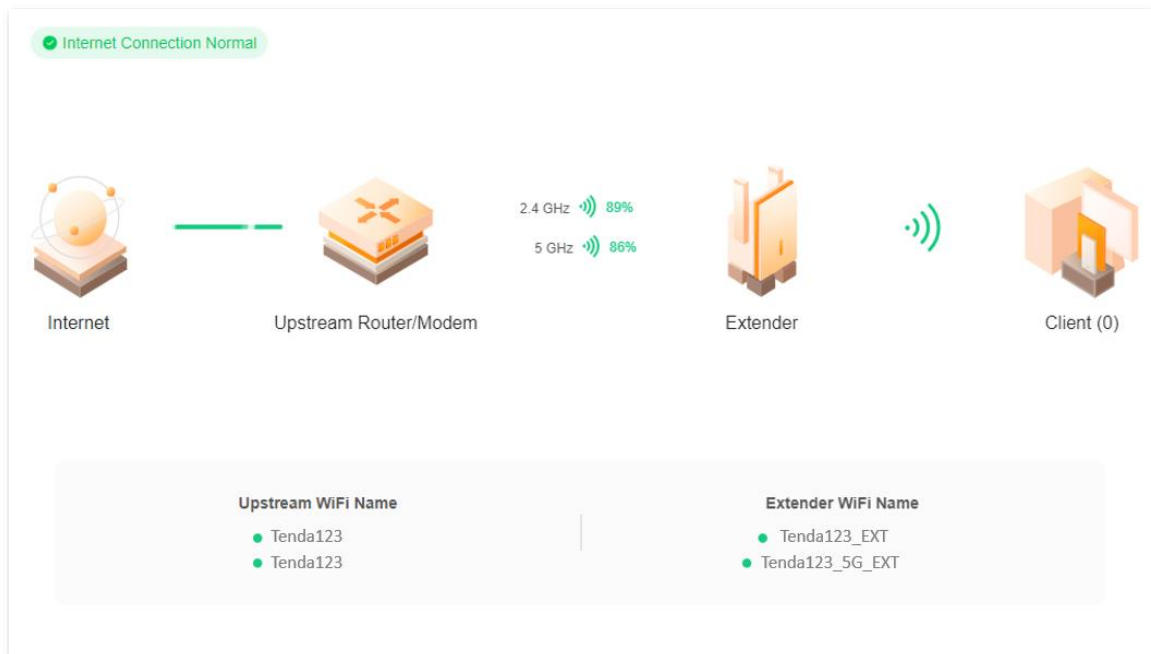 Internet Connection Normal
2.4 GHz 89%
5 GHz 86%
Internet
Upstream Router/Modem
Extender
Client (0)
Upstream WiFi Name
Tenda123
Tenda123
Extender WiFi Name
Tenda123_EXT
Tenda123_5G_EXT